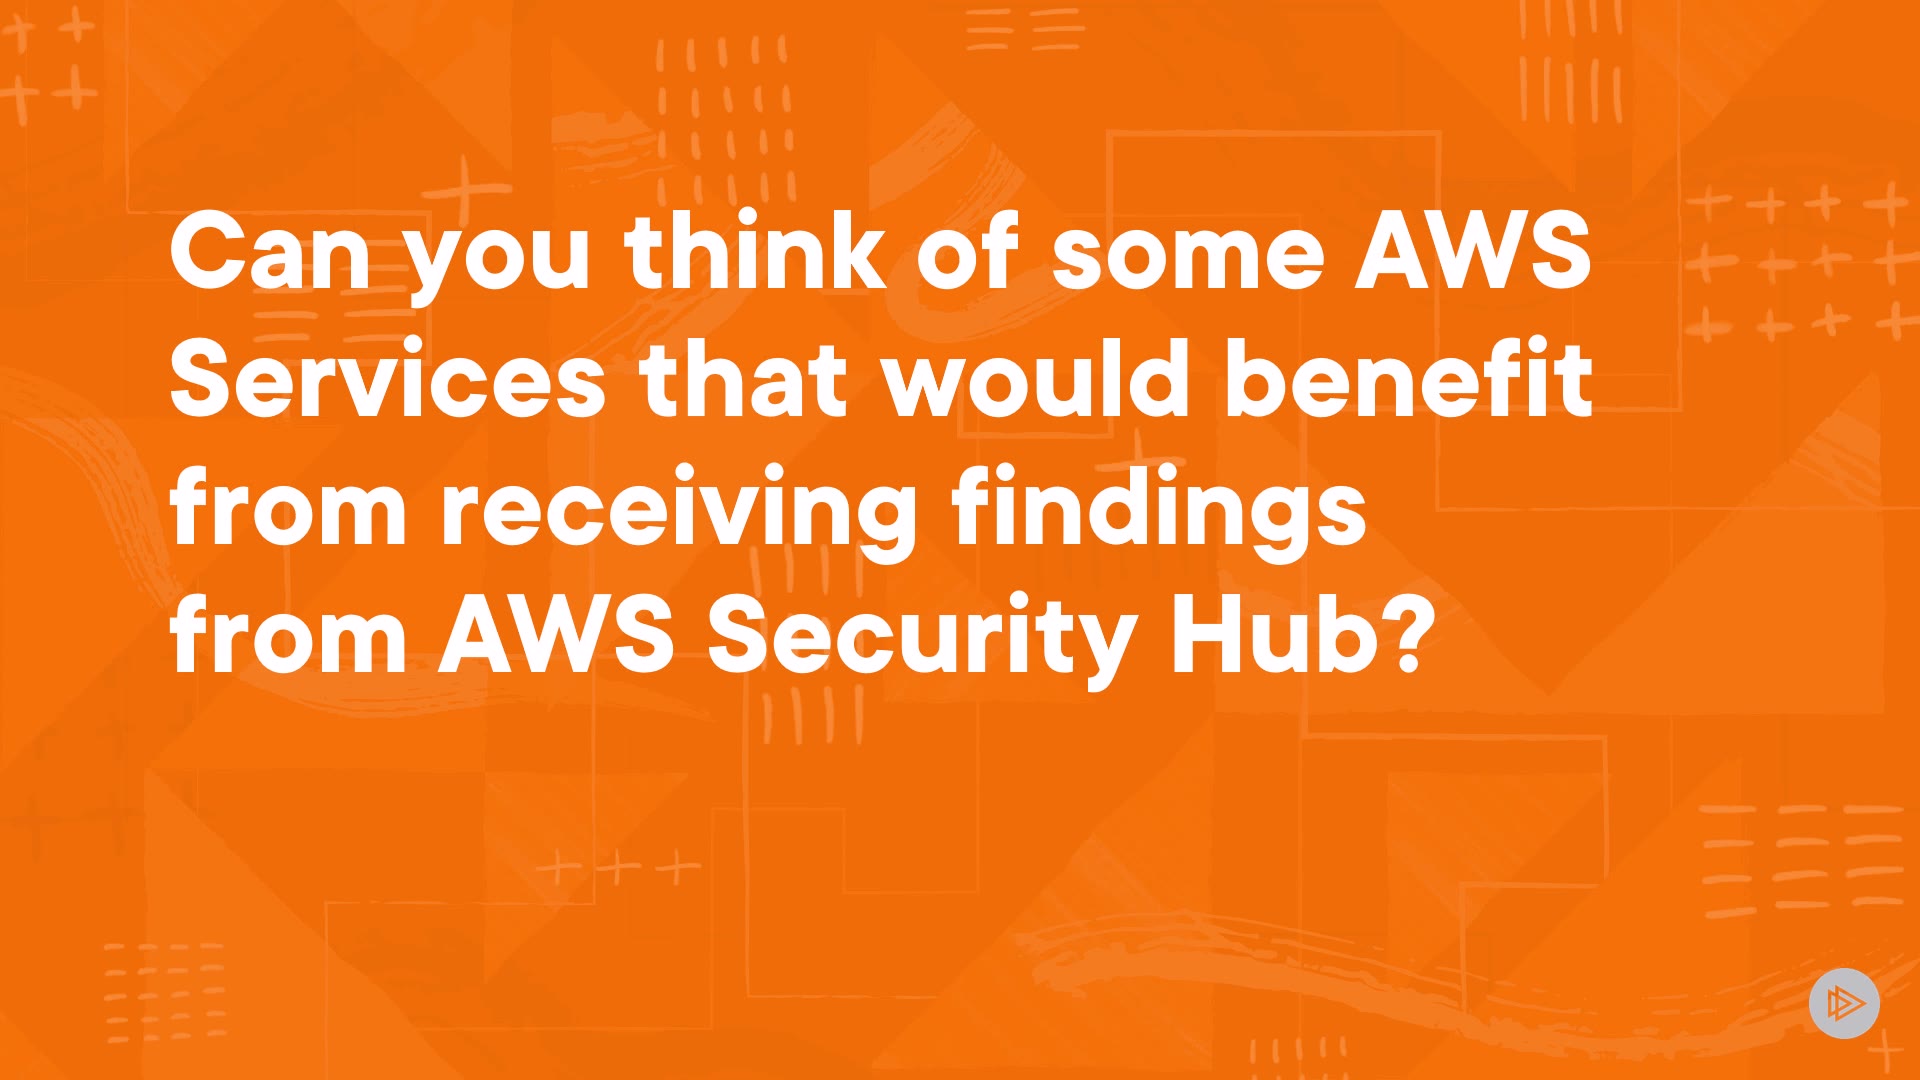 Can you think of some AWS
Services that would benefit
from receiving findings
from AWS Security Hub?